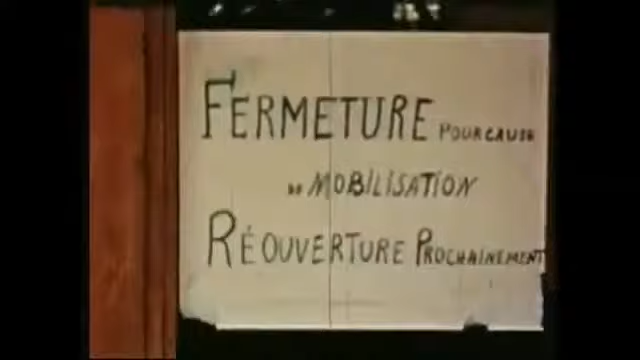 FERMETURE POUR CAUSE
DE MOBILISATION
RÉOUVERTURE PROCHAINEMENT